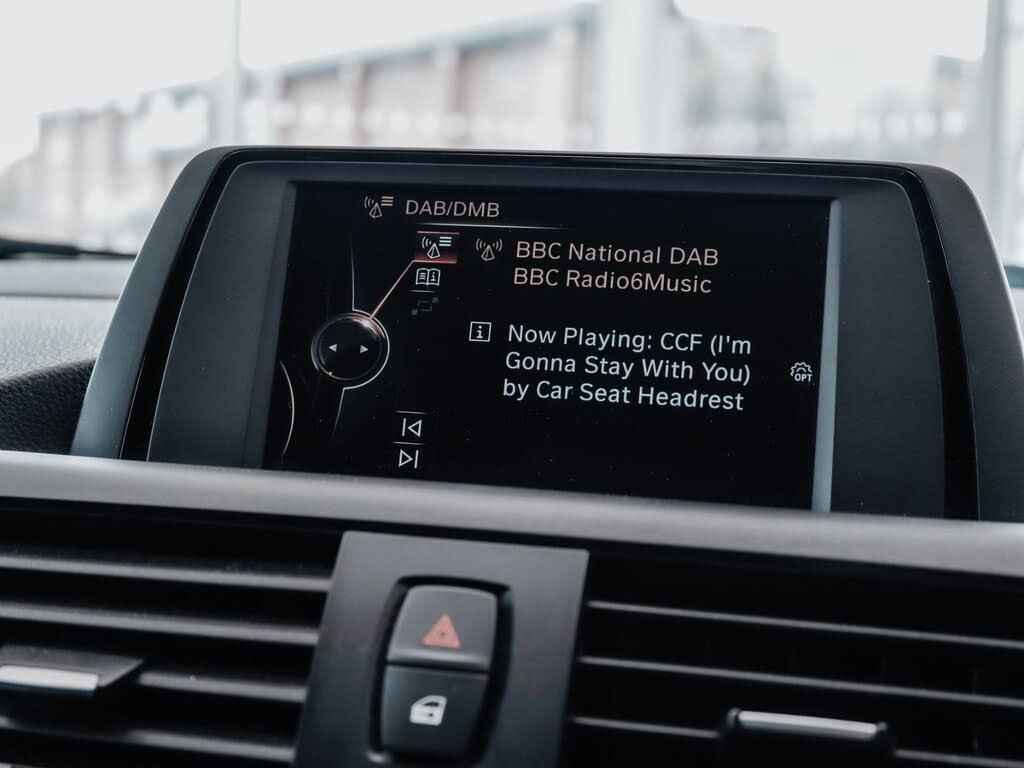 DAB/DMB
BBC National DAB
BBC Radio6Music
Now Playing: CCF (I'm
Gonna Stay With You)
by Car Seat Headrest
OPT